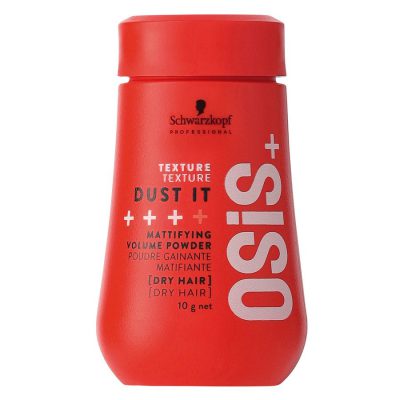 Schwarzkopf
PROFESSIONAL
TEXTURE
TEXTURE
DUST IT
++++
MATTIFYING
VOLUME POWDER
POUDRE GAINANTE
MATIFIANTE
[DRY HAIR]
[DRY HAIR]
10 g net
OSiS+